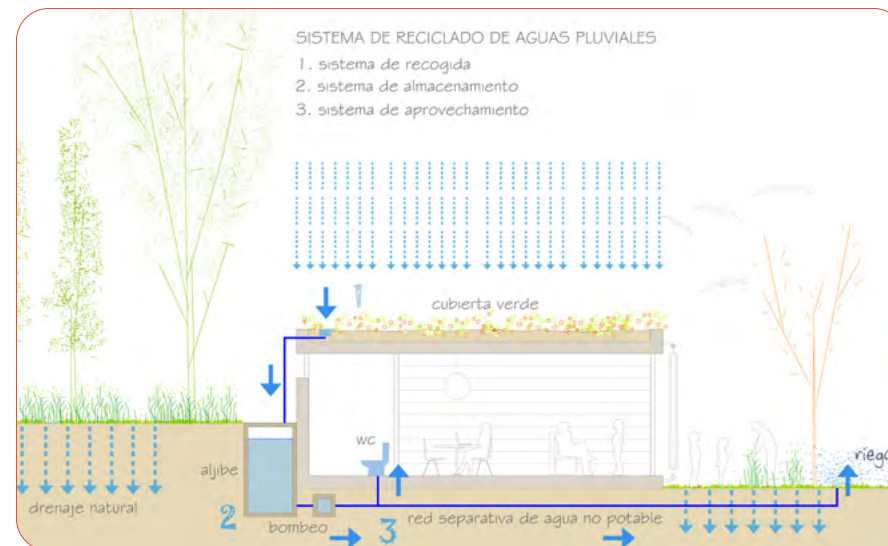 SISTEMA DE RECICLADO DE AGUAS PLUVIALES
1. sistema de recogida
2. sistema de almacenamiento
3. sistema de aprovechamiento
1
cubierta verde
wc
riego
aljibe
drenaje natural
2
bombeo
3
red separativa de agua no potable